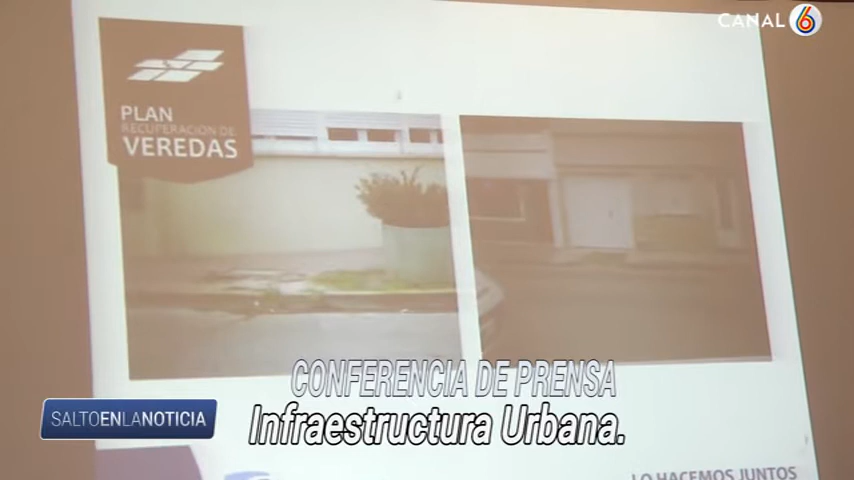 CANAL 6
PLAN
RECUPERACIÓN DE
VEREDAS
CONFERENCIA DE PRENSA
SALTOENLANOTICIA
Infraestructura Urbana.
LO HACEMOS JUNTOS